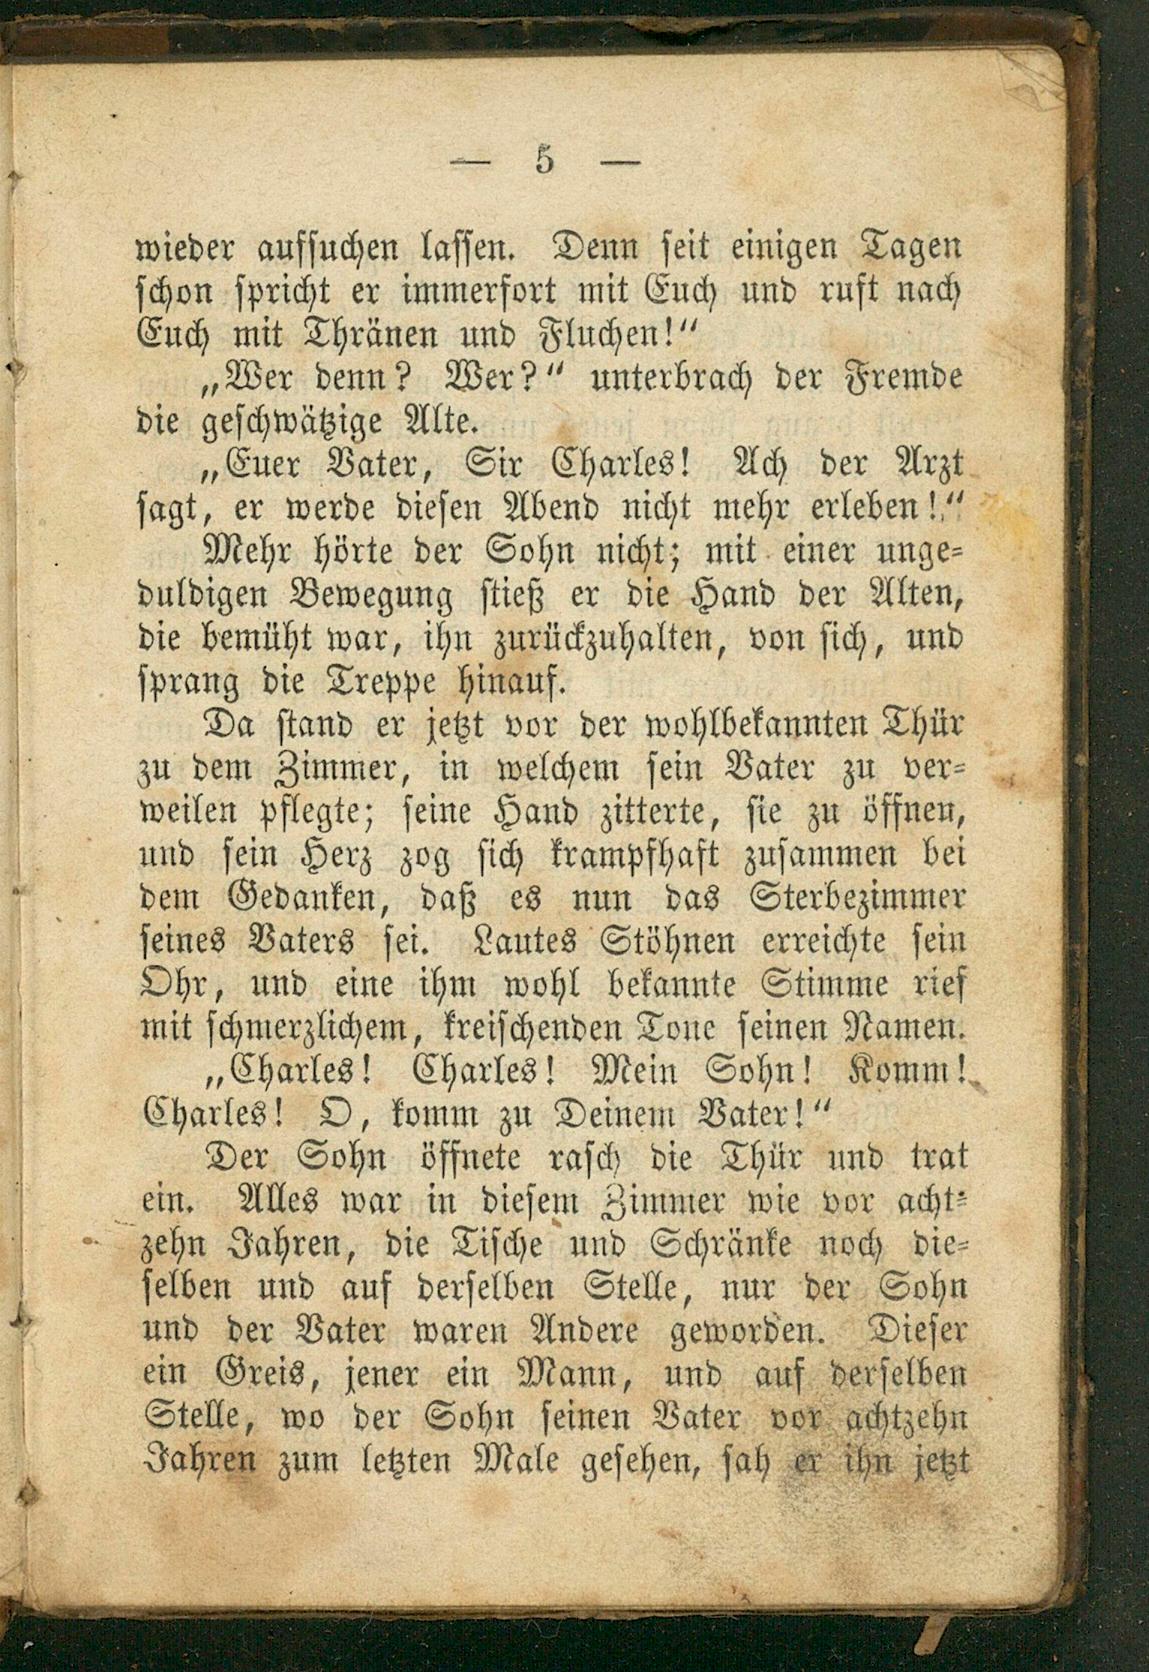 — 5 —
wieder aufsuchen lassen. Denn seit einigen Tagen
schon spricht er immerfort mit Euch und ruft nach
Euch mit Thränen und Fluchen!“
„Wer denn? Wer?“ unterbrach der Fremde
die geschwätzige Alte.
„Euer Vater, Sir Charles! Ach der Arzt
sagt, er werde diesen Abend nicht mehr erleben!“
Mehr hörte der Sohn nicht; mit einer unge-
duldigen Bewegung stieß er die Hand der Alten,
die bemüht war, ihn zurückzuhalten, von sich, und
sprang die Treppe hinauf.
Da stand er jetzt vor der wohlbekannten Thür
zu dem Zimmer, in welchem sein Vater zu ver-
weilen pflegte; seine Hand zitterte, sie zu öffnen,
und sein Herz zog sich krampfhaft zusammen bei
dem Gedanken, daß es nun das Sterbezimmer
seines Vaters sei. Lautes Stöhnen erreichte sein
Ohr, und eine ihm wohl bekannte Stimme rief
mit schmerzlichem, kreischenden Tone seinen Namen.
„Charles! Charles! Mein Sohn! Komm!
Charles! O, komm zu Deinem Vater!“
Der Sohn öffnete rasch die Thür und trat
ein. Alles war in diesem Zimmer wie vor acht-
zehn Jahren, die Tische und Schränke noch die-
selben und auf derselben Stelle, nur der Sohn
und der Vater waren Andere geworden. Dieser
ein Greis, jener ein Mann, und auf derselben
Stelle, wo der Sohn seinen Vater vor achtzehn
Jahren zum letzten Male gesehen, sah er ihn jetzt